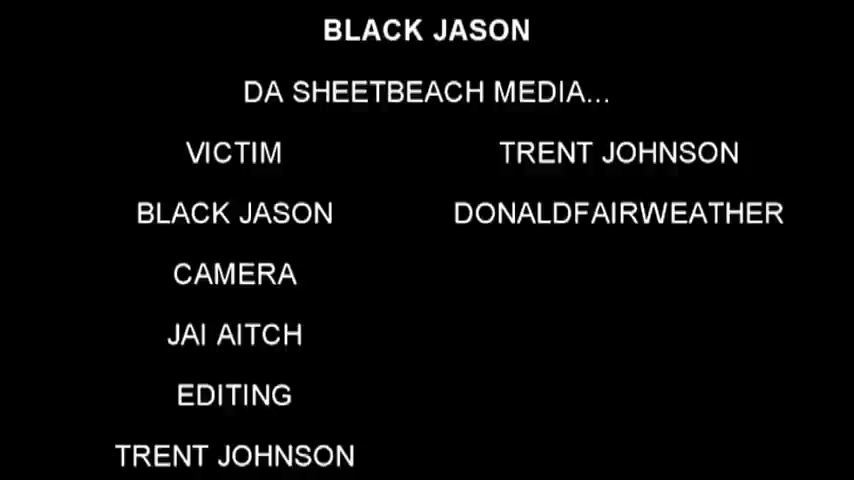 BLACK JASON
DA SHEETBEACH MEDIA...
VICTIM TRENT JOHNSON
BLACK JASON DONALDFAIRWEATHER
CAMERA
JAI AITCH
EDITING
TRENT JOHNSON